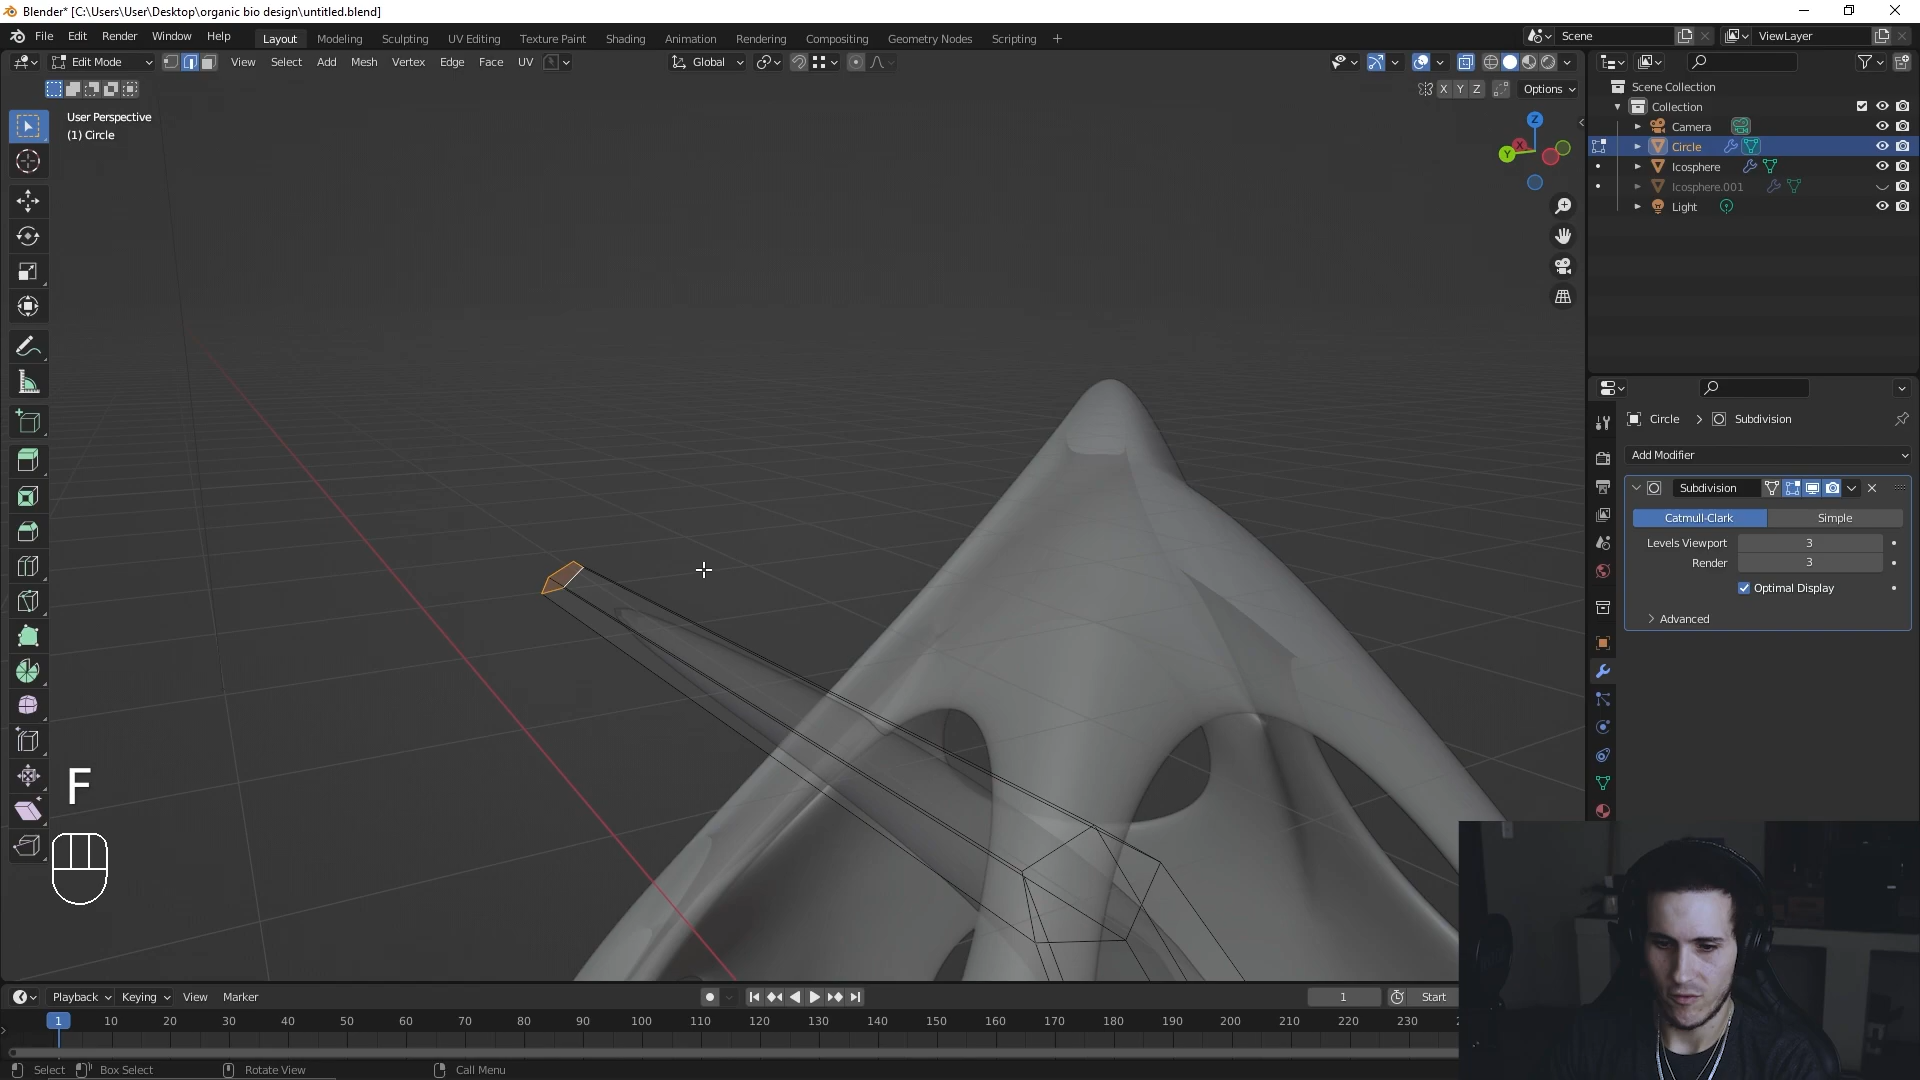 Blender* [C:\Users\User\Desktop\organic bio design\untitled.blend]
File Edit Render Window Help Layout Modeling Sculpting UV Editing Texture Paint Shading Animation Rendering Compositing Geometry Nodes Scripting + Scene ViewLayer
Edit Mode View Select Add Mesh Vertex Edge Face UV Global
X Y Z Options
User Perspective
(1) Circle
Z
X
Y
Scene Collection
Collection
Camera
Circle
Icosphere
Icosphere.001
Light
Circle > Subdivision
Add Modifier
Subdivision
Catmull-Clark Simple
Levels Viewport 3
Render 3
Optimal Display
Advanced
F
Playback Keying View Marker 1 Start
1 10 20 30 40 50 60 70 80 90 100 110 120 130 140 150 160 170 180 190 200 210 220 230
Select Box Select Rotate View Call Menu